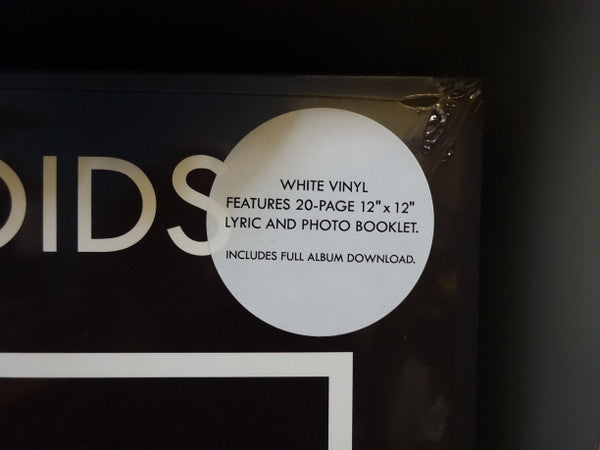 OIDS
WHITE VINYL
FEATURES 20-PAGE 12" x 12"
LYRIC AND PHOTO BOOKLET.
INCLUDES FULL ALBUM DOWNLOAD.